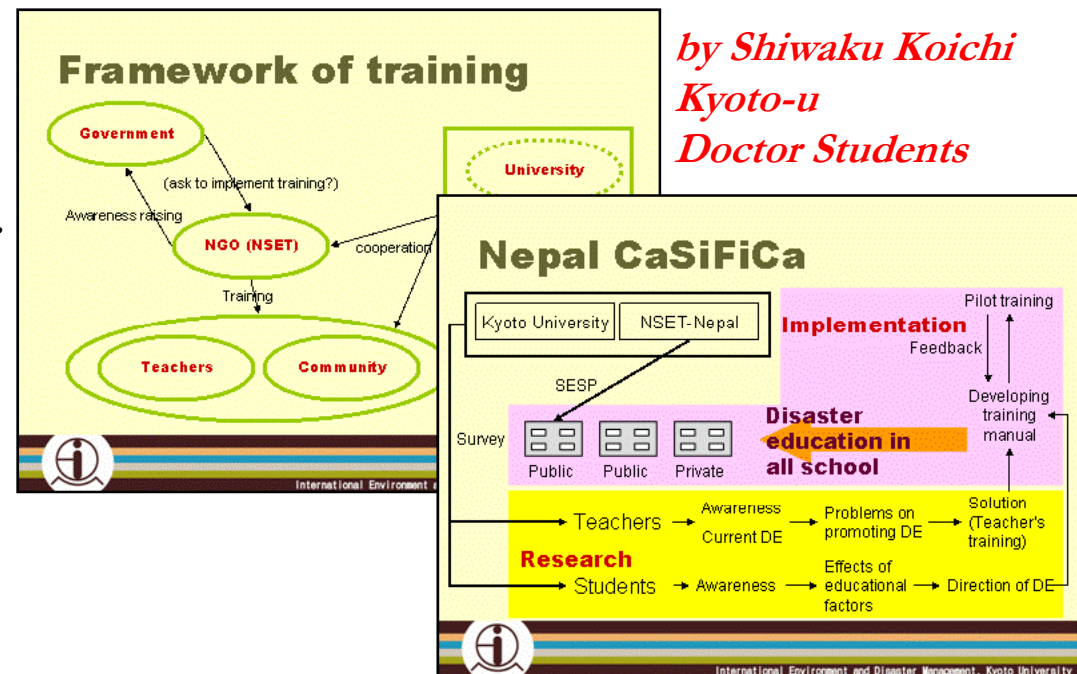 by Shiwaku Koichi
Kyoto-u
Doctor Students
Framework of training
Government
University
(ask to implement training?)
Awareness raising
NGO (NSET)
cooperation
Training
Teachers
Community
International Environment
Nepal CaSiFiCa
Kyoto University
NSET-Nepal
Pilot training
Implementation
Feedback
SESP
Developing
training
manual
Survey
Disaster
education in
all school
Public
Public
Private
Teachers
Awareness
Current DE
Problems on
promoting DE
Solution
(Teacher's
training)
Research
Students
Awareness
Effects of
educational
factors
Direction of DE
International Environment and Disaster Management, Kyoto University